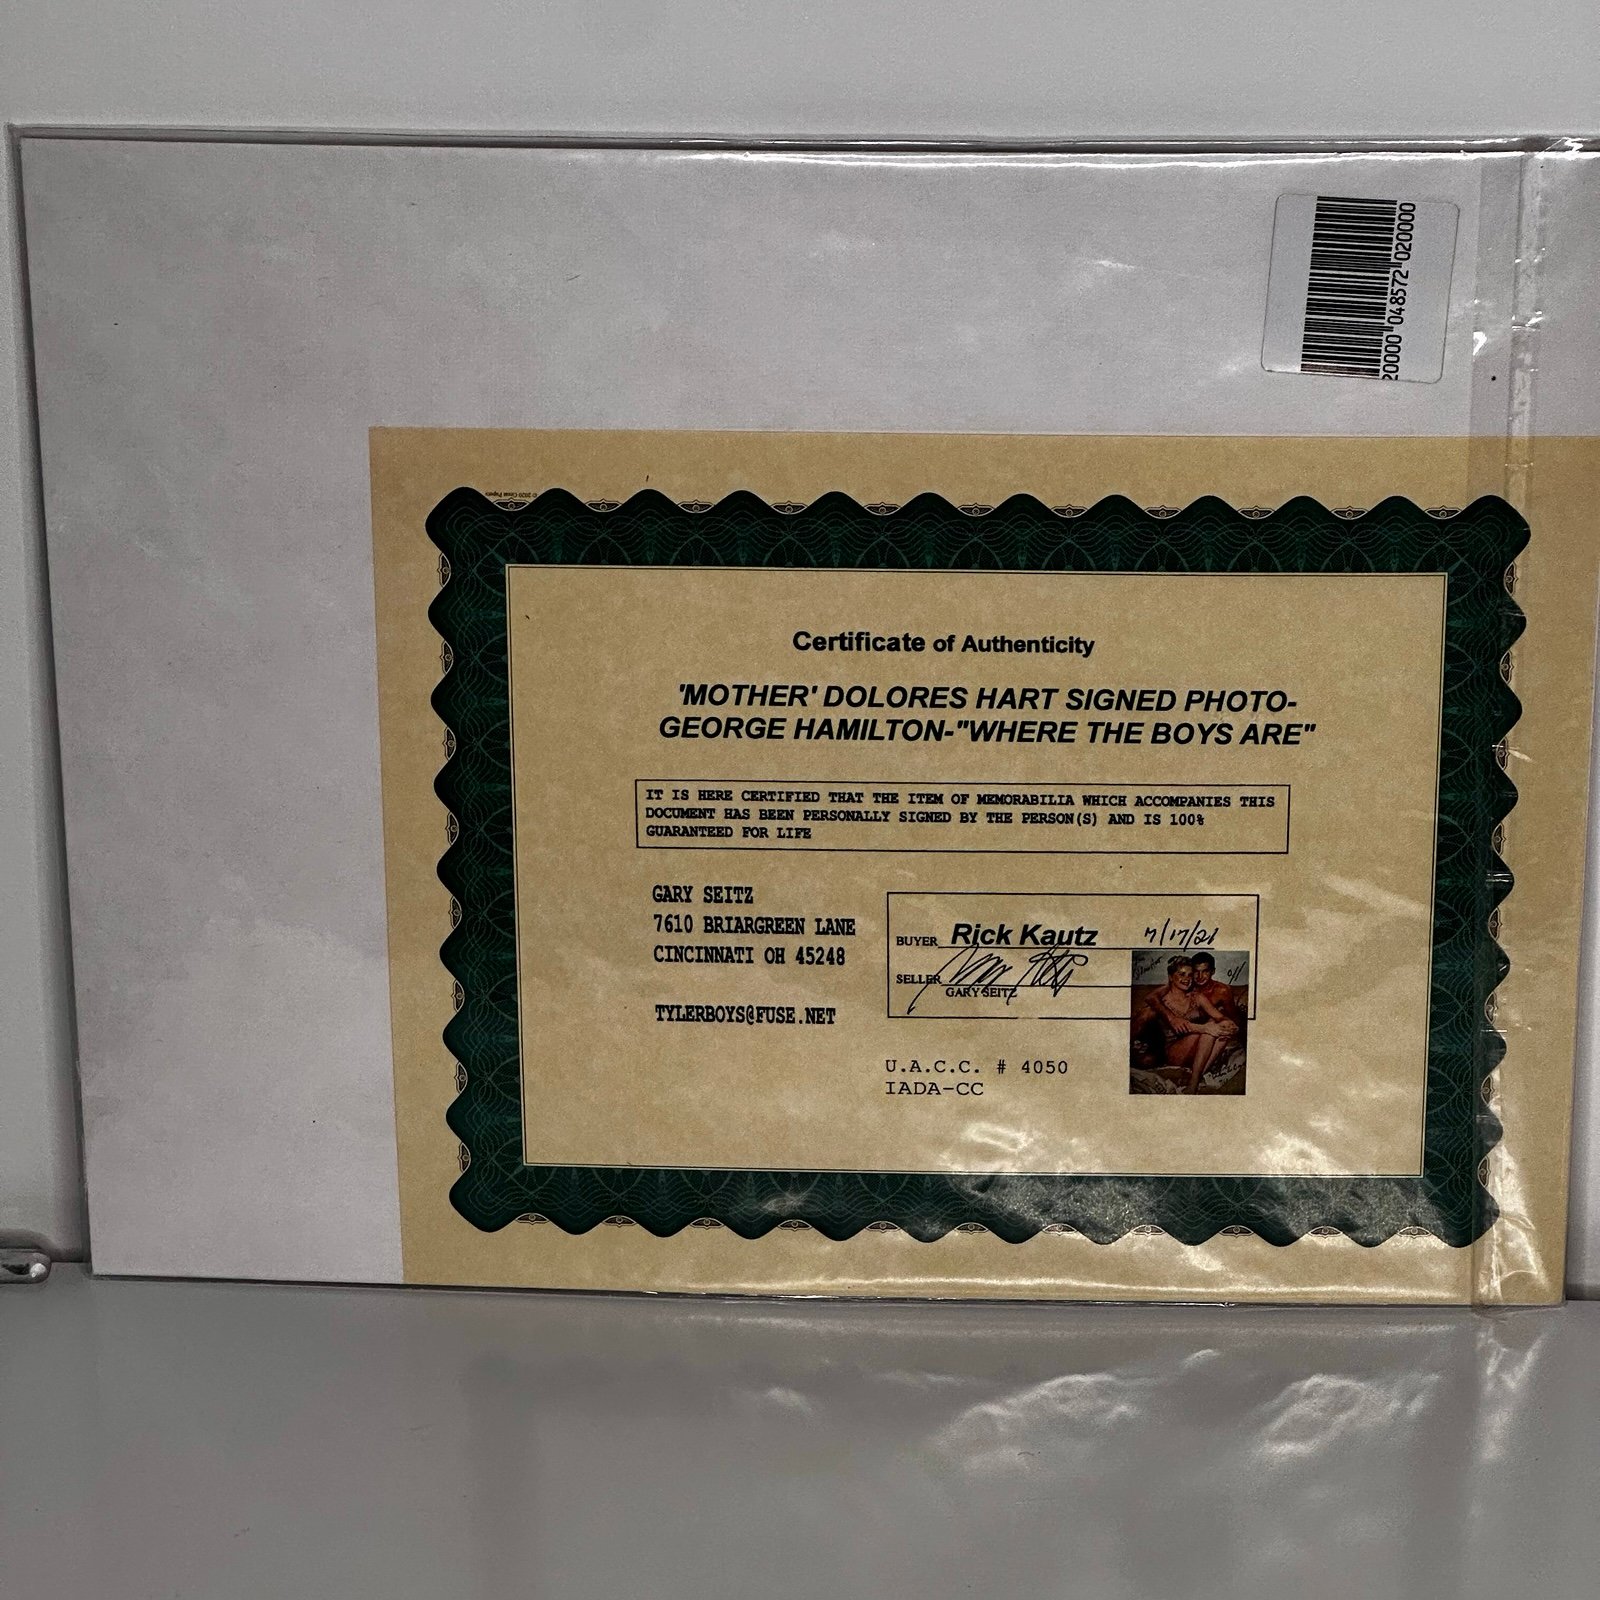 20000 048572 020000
© 2020 Geographics
Certificate of Authenticity
'MOTHER' DOLORES HART SIGNED PHOTO-
GEORGE HAMILTON-"WHERE THE BOYS ARE"
IT IS HERE CERTIFIED THAT THE ITEM OF MEMORABILIA WHICH ACCOMPANIES THIS
DOCUMENT HAS BEEN PERSONALLY SIGNED BY THE PERSON(S) AND IS 100%
GUARANTEED FOR LIFE
GARY SEITZ
7610 BRIARGREEN LANE
CINCINNATI OH 45248
TYLERBOYS@FUSE.NET
BUYER Rick Kautz 7/17/21
SELLER
GARY SEITZ
U.A.C.C. # 4050
IADA-CC